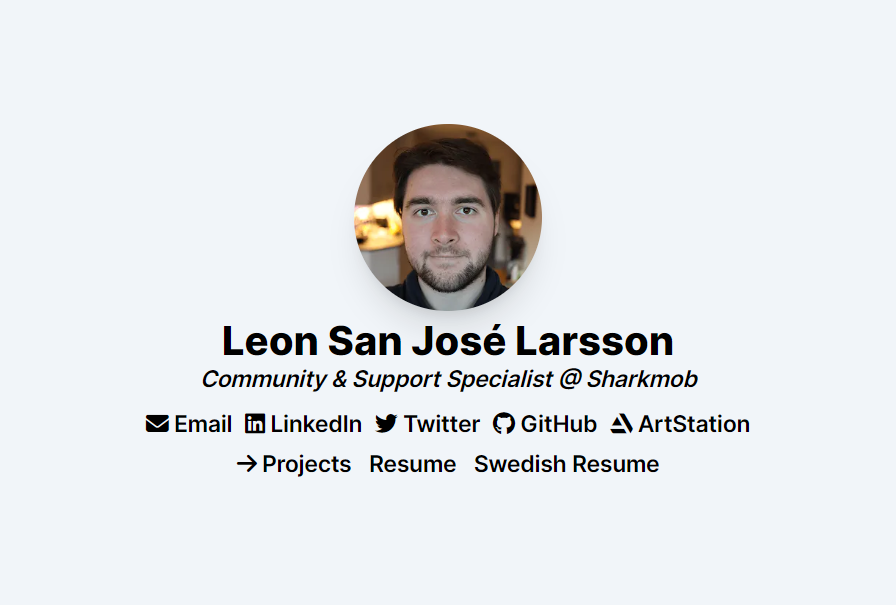 Leon San José Larsson
Community & Support Specialist @ Sharkmob
Email LinkedIn Twitter GitHub ArtStation
Projects Resume Swedish Resume